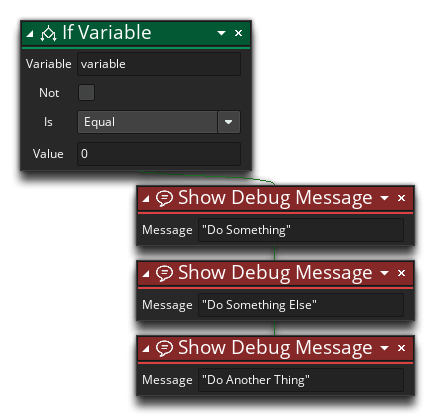 If Variable
Variable variable
Not
Is Equal
Value 0
Show Debug Message
Message "Do Something"
Show Debug Message
Message "Do Something Else"
Show Debug Message
Message "Do Another Thing"